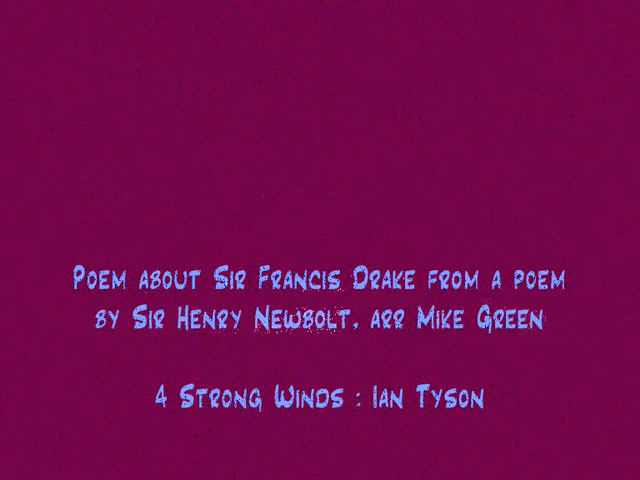 Poem about Sir Francis Drake from a poem
by Sir Henry Newbolt, arr Mike Green
4 Strong Winds : Ian Tyson